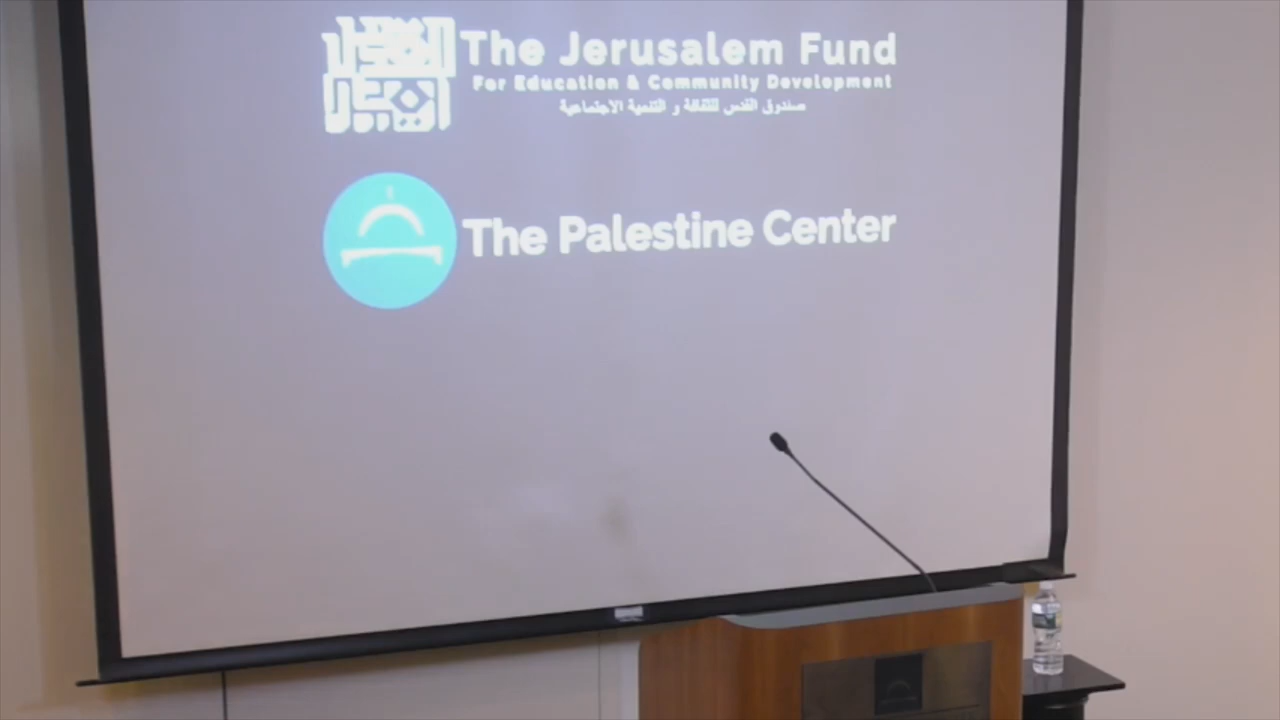 The Jerusalem Fund
For Education & Community Development
صندوق القدس للثقافة و التنمية الاجتماعية
The Palestine Center